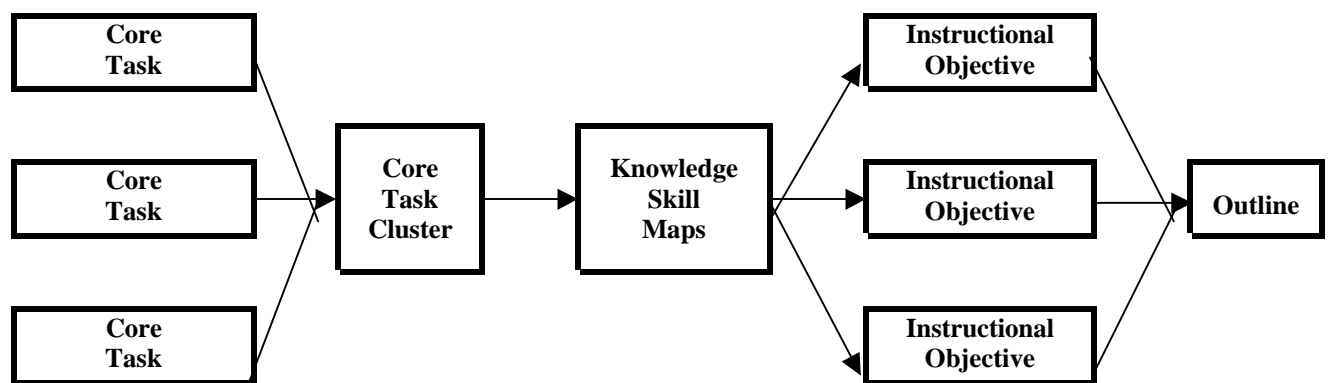 Core
Task
Core
Task
Core
Task
Core
Task
Cluster
Knowledge
Skill
Maps
Instructional
Objective
Instructional
Objective
Instructional
Objective
Outline